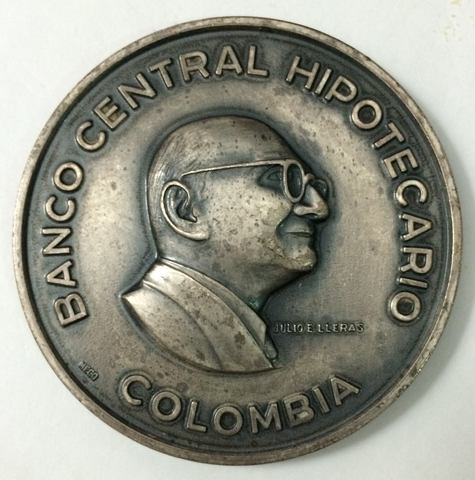 BANCO CENTRAL HIPOTECARIO
JULIO E. LLERAS
COLOMBIA